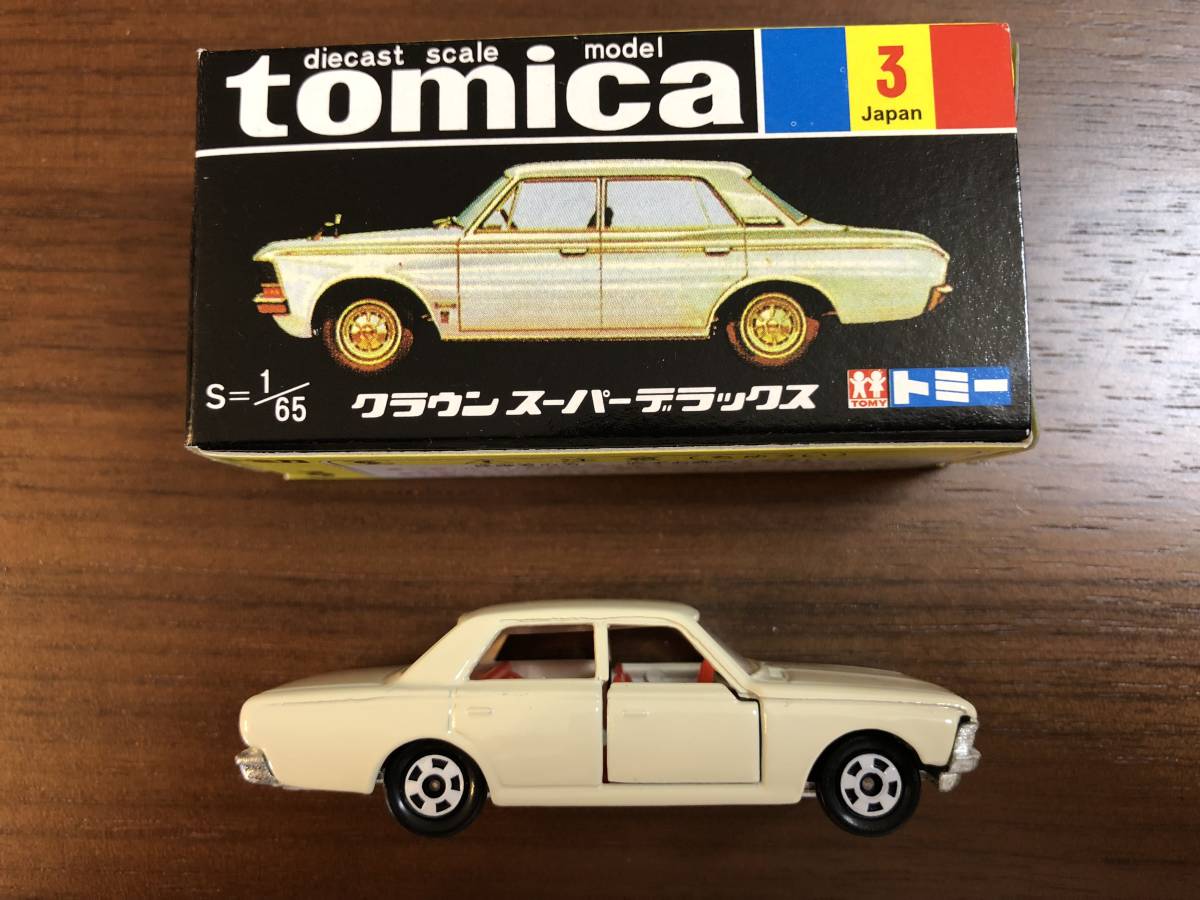 diecast scale model
tomica
3
Japan
S=1/65
クラウン スーパーデラックス
TOMY
トミー